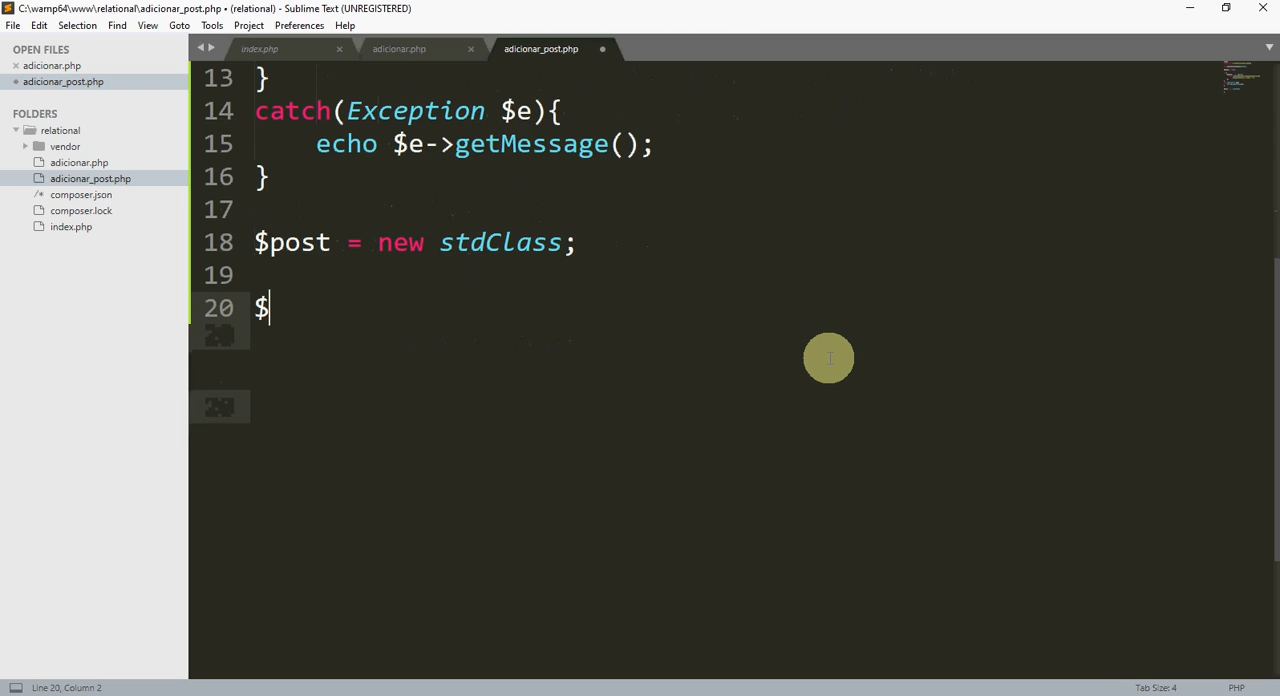 C:\wamp64\www\relational\adicionar_post.php • (relational) - Sublime Text (UNREGISTERED)
File Edit Selection Find View Goto Tools Project Preferences Help
OPEN FILES
adicionar.php
adicionar_post.php
FOLDERS
relational
vendor
adicionar.php
adicionar_post.php
composer.json
composer.lock
index.php
index.php adicionar.php adicionar_post.php
13 }
14 catch(Exception $e){
15 echo $e->getMessage();
16 }
17
18 $post = new stdClass;
19
20 $
Line 20, Column 2 Tab Size: 4 PHP